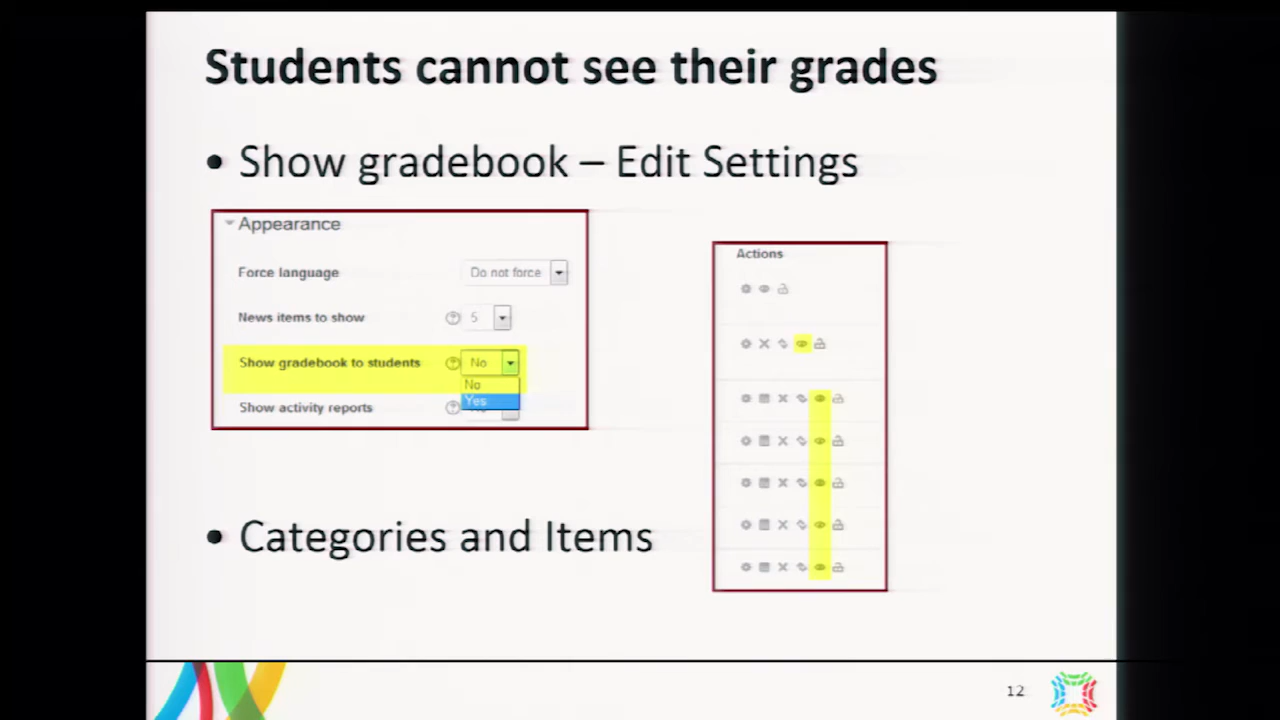 Students cannot see their grades
• Show gradebook – Edit Settings
Appearance
Force language Do not force
News items to show 5
Show gradebook to students No
No
Yes
Show activity reports
Actions
• Categories and Items
12